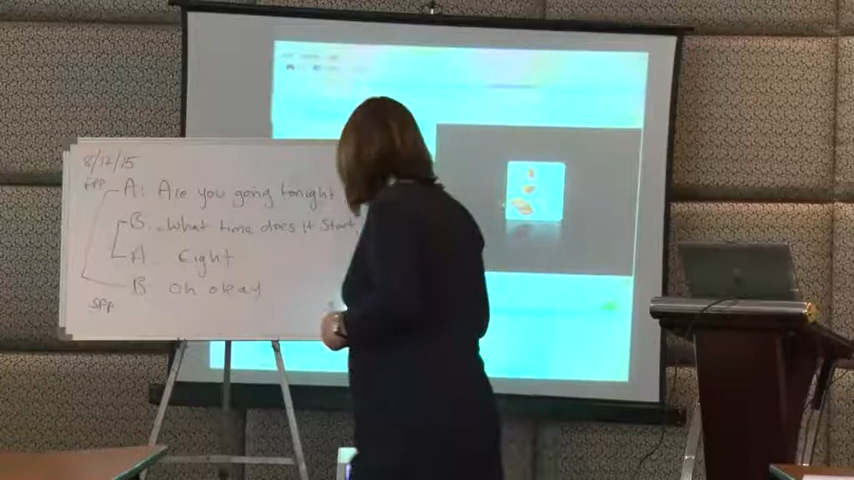 8/12/15
FPP A: Are you going tonight
B. What time does it start
A. Eight
B Oh okay
SPP